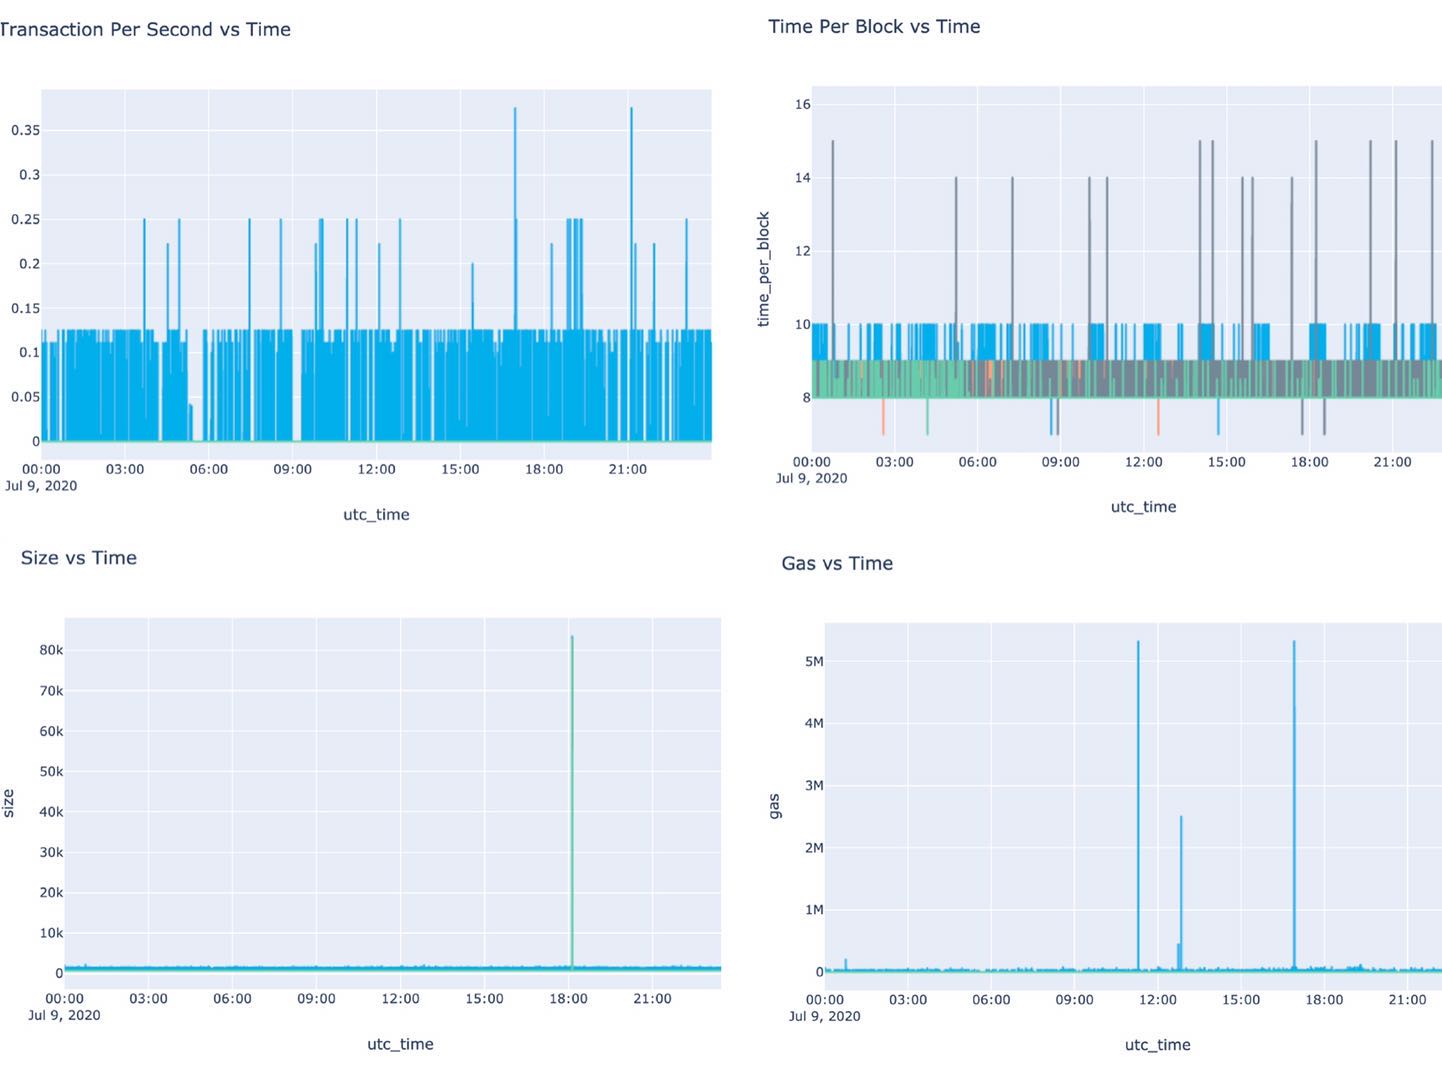 Transaction Per Second vs Time
0.35
0.3
0.25
0.2
0.15
0.1
0.05
0
00:00 03:00 06:00 09:00 12:00 15:00 18:00 21:00
Jul 9, 2020
utc_time
Time Per Block vs Time
16
14
12
10
8
time_per_block
00:00 03:00 06:00 09:00 12:00 15:00 18:00 21:00
Jul 9, 2020
utc_time
Size vs Time
80k
70k
60k
50k
40k
30k
20k
10k
0
size
00:00 03:00 06:00 09:00 12:00 15:00 18:00 21:00
Jul 9, 2020
utc_time
Gas vs Time
5M
4M
3M
2M
1M
0
gas
00:00 03:00 06:00 09:00 12:00 15:00 18:00 21:00
Jul 9, 2020
utc_time